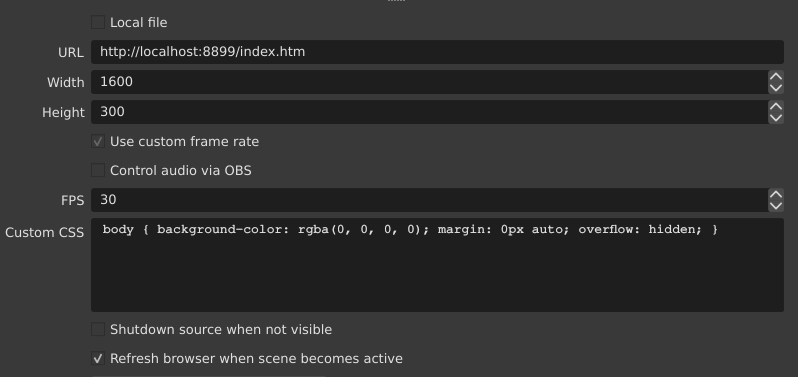 Local file
URL http://localhost:8899/index.htm
Width 1600
Height 300
Use custom frame rate
Control audio via OBS
FPS 30
Custom CSS body { background-color: rgba(0, 0, 0, 0); margin: 0px auto; overflow: hidden; }
Shutdown source when not visible
Refresh browser when scene becomes active